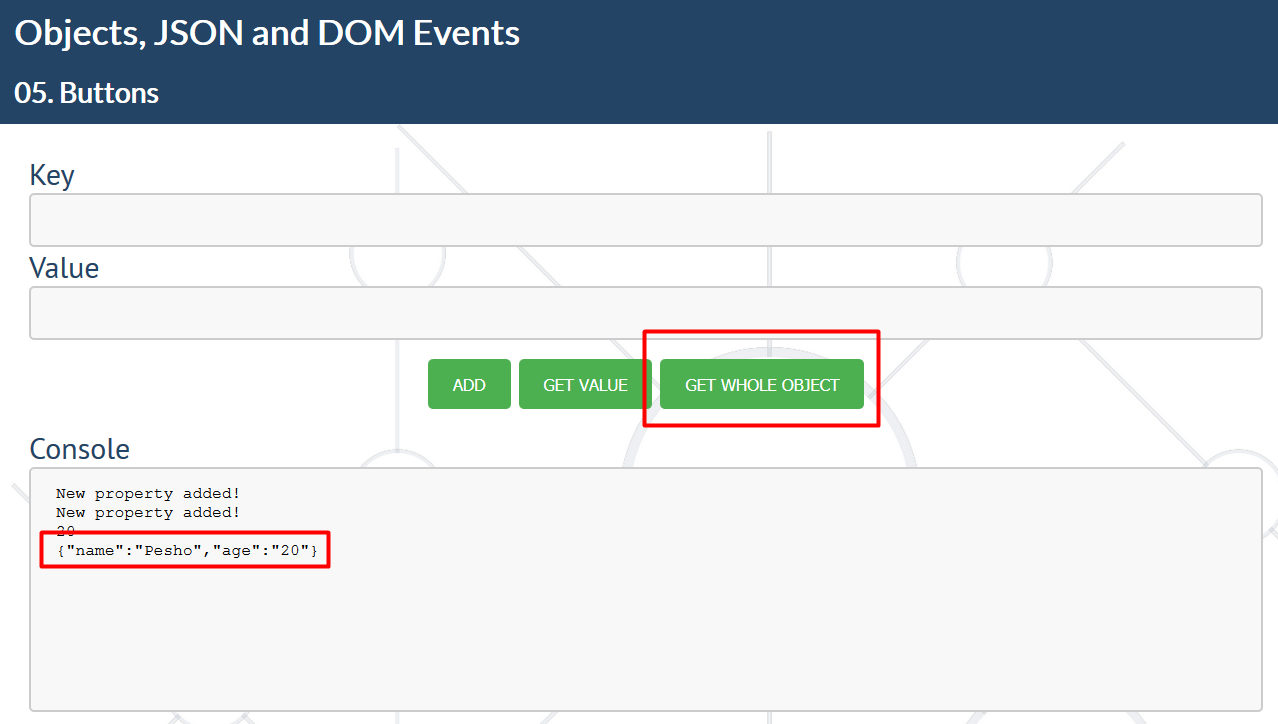 Objects, JSON and DOM Events
05. Buttons
Key
Value
ADD GET VALUE GET WHOLE OBJECT
Console
New property added!
New property added!
20
{"name":"Pesho","age":"20"}